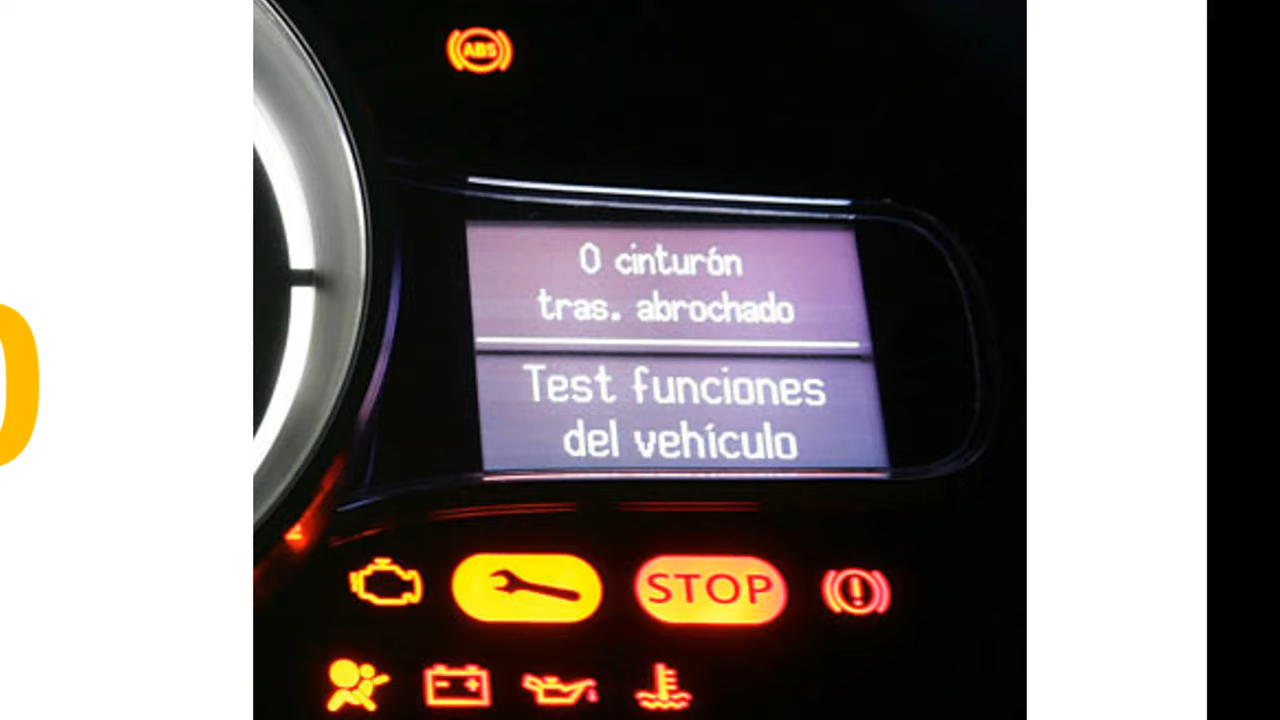 ABS
0 cinturón
tras. abrochado
Test funciones
del vehículo
STOP